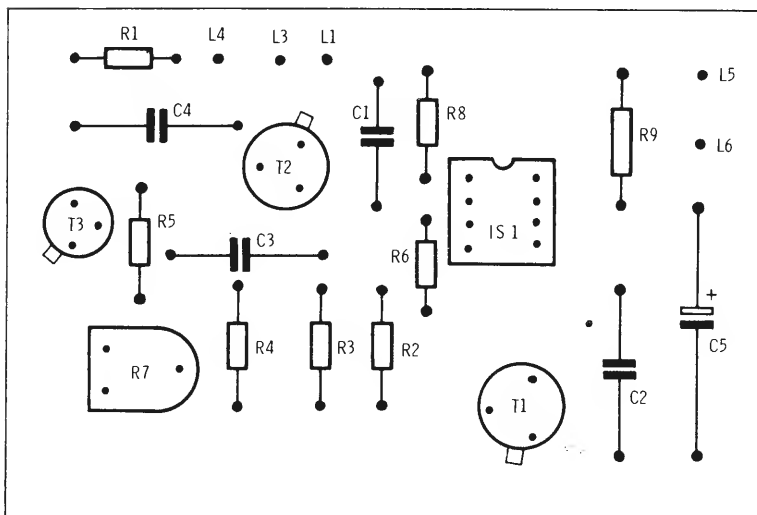 R1 L4 L3 L1
L5
C4 C1 R8 R9 L6
T2
T3 R5 IS 1
C3 R6
+
R7 R4 R3 R2 C5
T1 C2